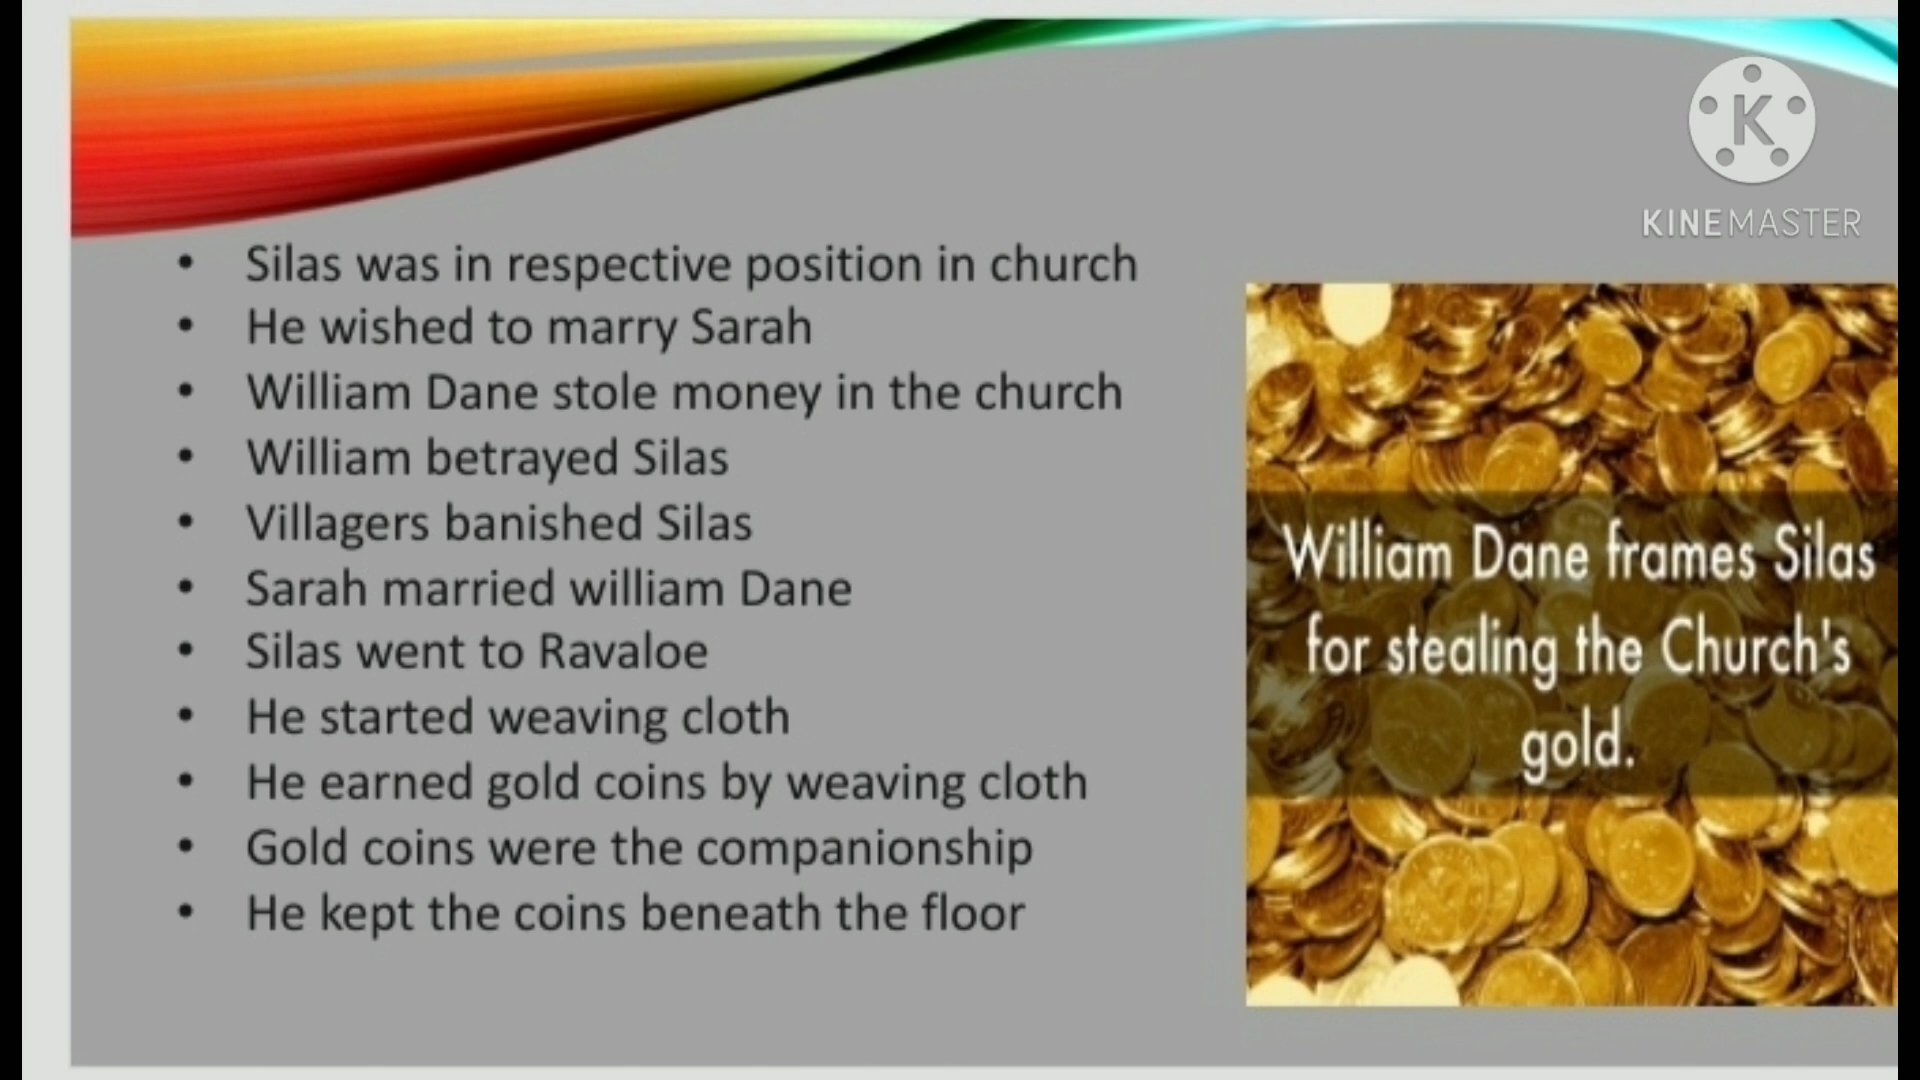 K
KINEMASTER
• Silas was in respective position in church
• He wished to marry Sarah
• William Dane stole money in the church
• William betrayed Silas
• Villagers banished Silas
• Sarah married william Dane
• Silas went to Ravaloe
• He started weaving cloth
• He earned gold coins by weaving cloth
• Gold coins were the companionship
• He kept the coins beneath the floor
William Dane frames Silas
for stealing the Church's
gold.